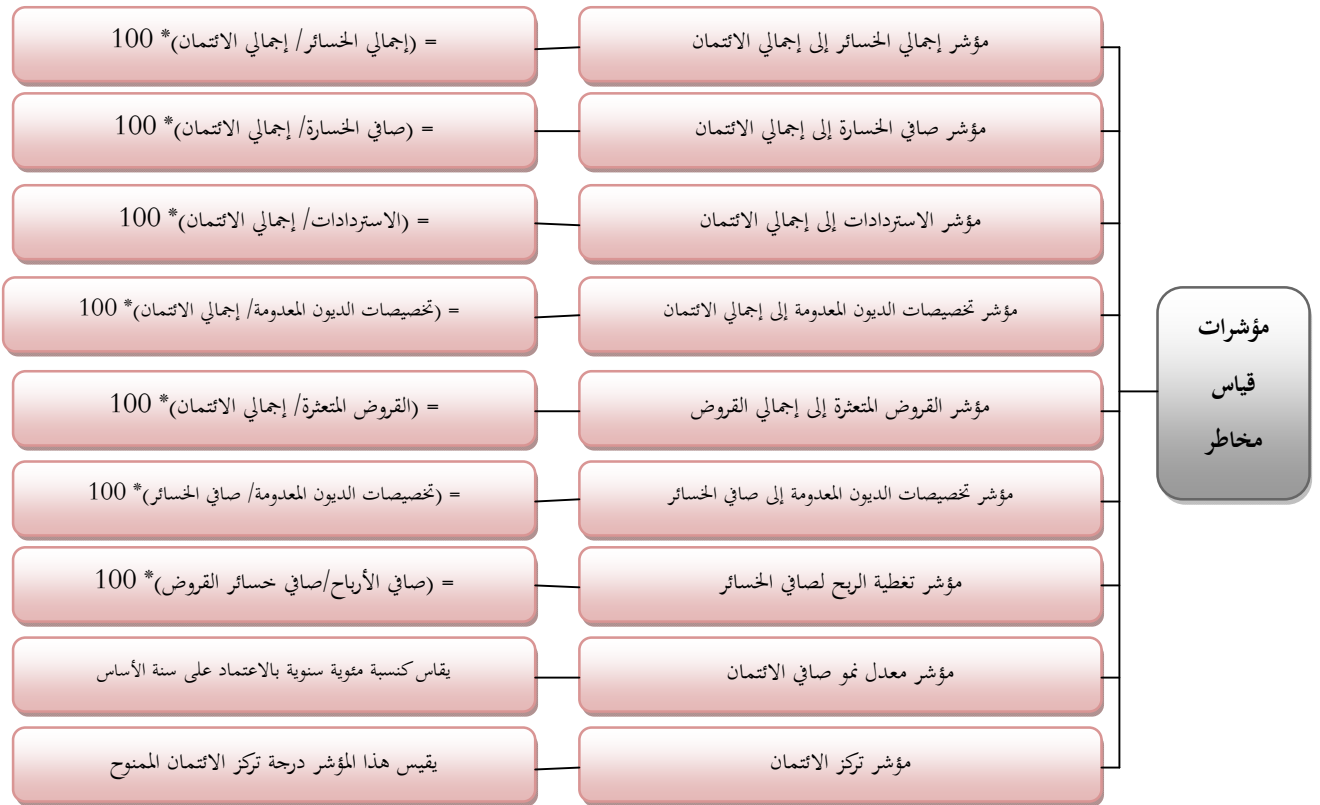 مؤشرات
قياس
مخاطر
مؤشر إجمالي الخسائر إلى إجمالي الائتمان
= (إجمالي الخسائر/ إجمالي الائتمان)* 100
مؤشر صافي الخسارة إلى إجمالي الائتمان
= (صافي الخسارة/ إجمالي الائتمان)* 100
مؤشر الاستردادات إلى إجمالي الائتمان
= (الاستردادات/ إجمالي الائتمان)* 100
مؤشر تخصيصات الديون المعدومة إلى إجمالي الائتمان
= (تخصيصات الديون المعدومة/ إجمالي الائتمان)* 100
مؤشر القروض المتعثرة إلى إجمالي القروض
= (القروض المتعثرة/ إجمالي الائتمان)* 100
مؤشر تخصيصات الديون المعدومة إلى صافي الخسائر
= (تخصيصات الديون المعدومة/ صافي الخسائر)* 100
مؤشر تغطية الربح لصافي الخسائر
= (صافي الأرباح/صافي خسائر القروض)* 100
مؤشر معدل نمو صافي الائتمان
يقاس كنسبة مئوية سنوية بالاعتماد على سنة الأساس
مؤشر تركز الائتمان
يقيس هذا المؤشر درجة تركز الائتمان الممنوح